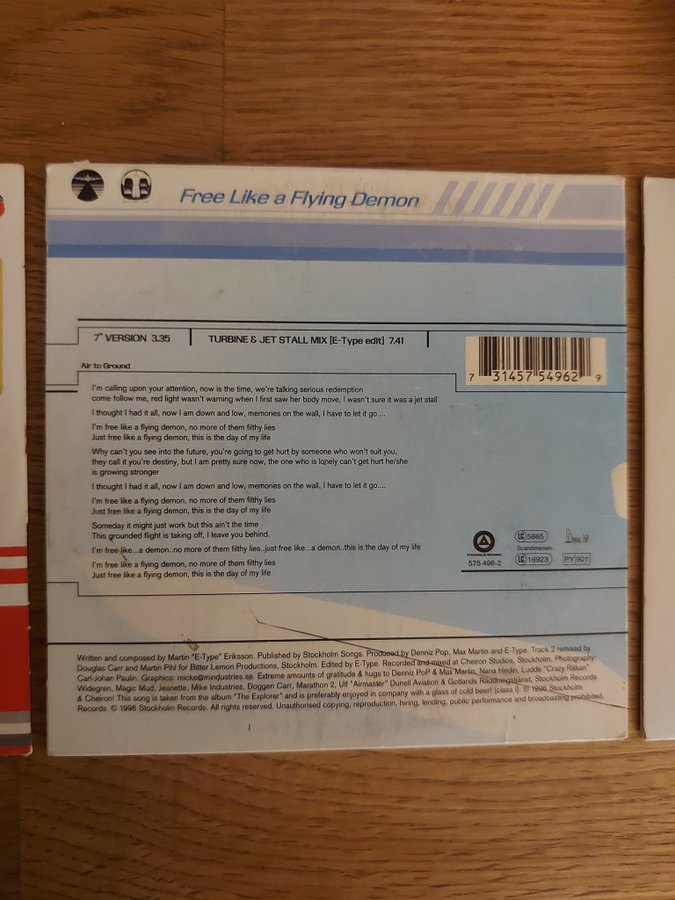 Free Like a Flying Demon
7" VERSION 3.35
TURBINE & JET STALL MIX [E-Type edit] 7.41
7 31457 54962 9
Air to Ground
I'm calling upon your attention, now is the time, we're talking serious redemption
come follow me, red light wasn't warning when I first saw her body move, I wasn't sure it was a jet stall
I thought I had it all, now I am down and low, memories on the wall, I have to let it go....
I'm free like a flying demon, no more of them filthy lies
Just free like a flying demon, this is the day of my life
Why can't you see into the future, you're going to get hurt by someone who won't suit you,
they call it you're destiny, but I am pretty sure now, the one who is lonely can't get hurt he/she
is growing stronger
I thought I had it all, now I am down and low, memories on the wall, I have to let it go....
I'm free like a flying demon, no more of them filthy lies
Just free like a flying demon, this is the day of my life
Someday it might just work but this ain't the time
This grounded flight is taking off, I leave you behind.
I'm free like...a demon..no more of them filthy lies..just free like...a demon..this is the day of my life
I'm free like a flying demon, no more of them filthy lies
Just free like a flying demon, this is the day of my life
STOCKHOLM RECORDS
575 496-2
LC 5865
Scandinavian:
LC 16923
PY 901
Written and composed by Martin "E-Type" Eriksson. Published by Stockholm Songs. Produced by Denniz Pop, Max Martin and E-Type. Track 2 remixed by
Douglas Carr and Martin Pihl for Bitter Lemon Productions, Stockholm. Edited by E-Type. Recorded and mixed at Cheiron Studios, Stockholm. Photography:
Carl-Johan Paulin. Graphics: micke@mindustries.se. Extreme amounts of gratitude & hugs to Denniz PoP & Max Martin, Nana Hedin, Ludde "Crazy Råkan"
Widegren, Magic Mud, Jeanette, Mike Industries, Doggen Carr, Marathon 2, Ulf "Airmaster" Dunell Aviation & Gotlands Räddningstjänst, Stockholm Records
& Cheiron! This song is taken from the album "The Explorer" and is preferably enjoyed in company with a glass of cold beer! (class I). ℗ 1996 Stockholm
Records. © 1996 Stockholm Records. All rights reserved. Unauthorised copying, reproduction, hiring, lending, public performance and broadcasting prohibited.